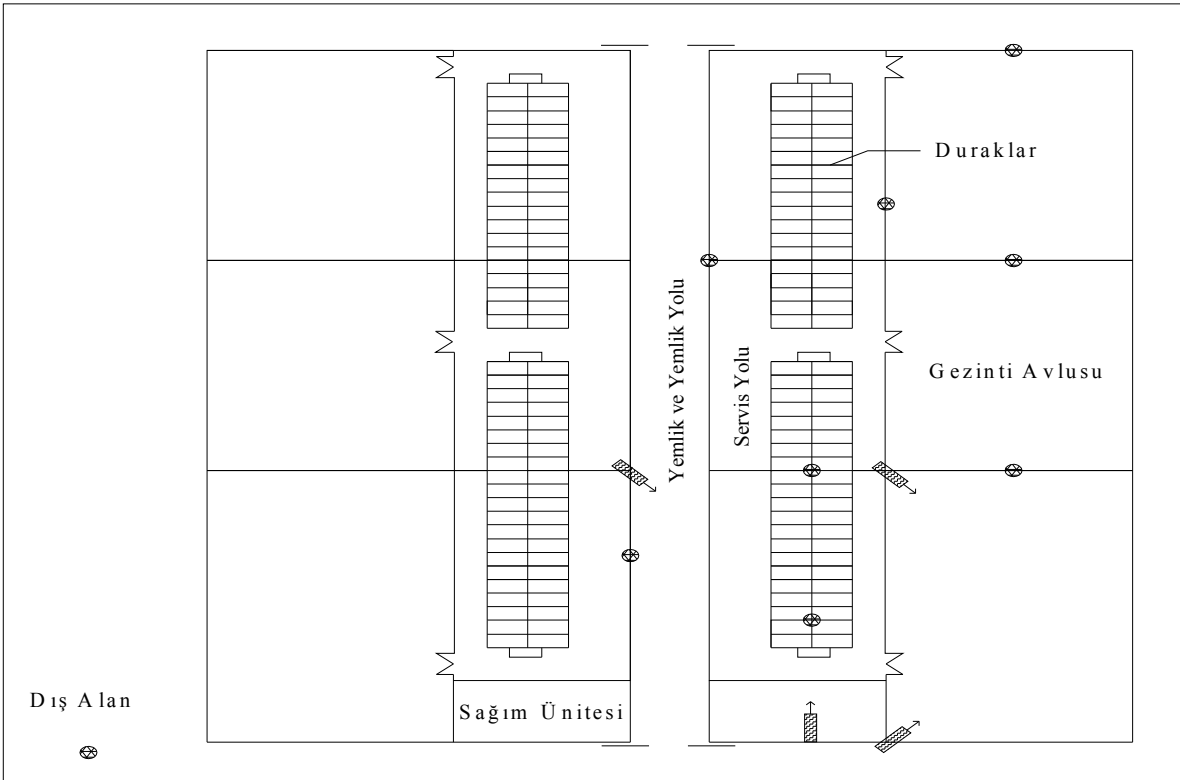 Duraklar
Yemlik ve Yemlik Yolu
Servis Yolu
Gezinti Avlusu
Dış Alan
Sağım Ünitesi